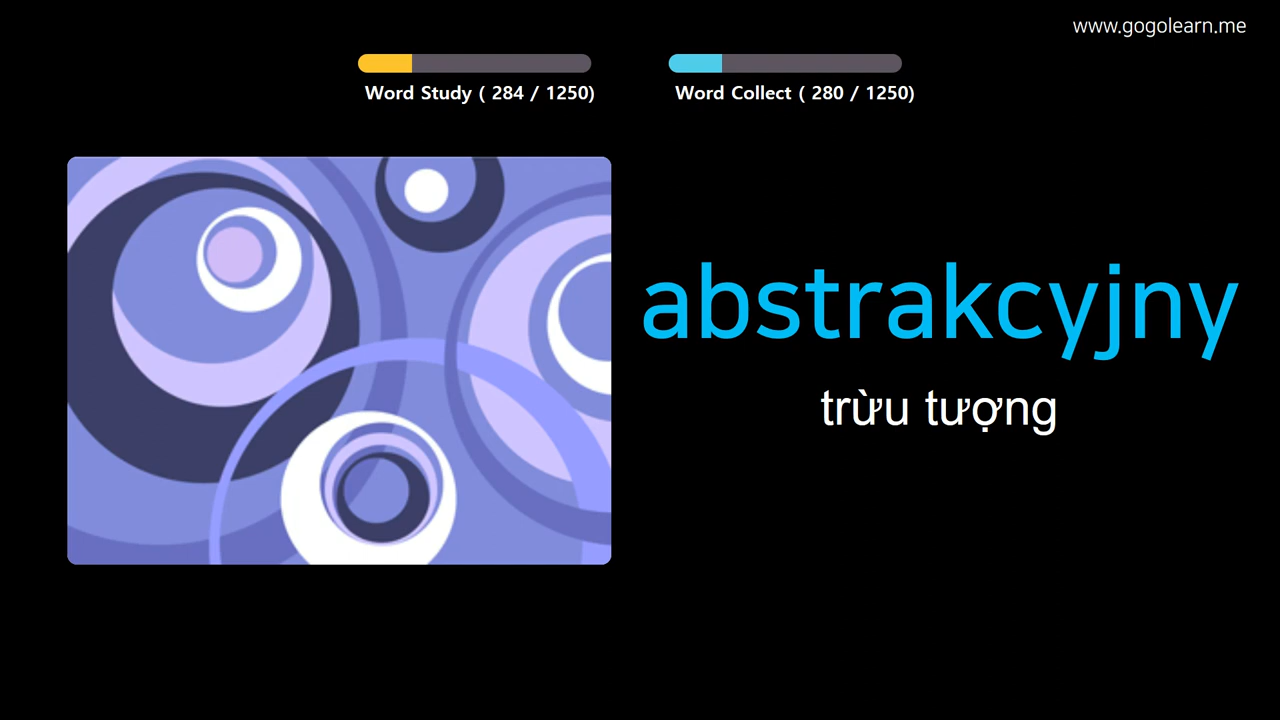 www.gogolearn.me
Word Study ( 284 / 1250)
Word Collect ( 280 / 1250)
abstrakcyjny
trừu tượng